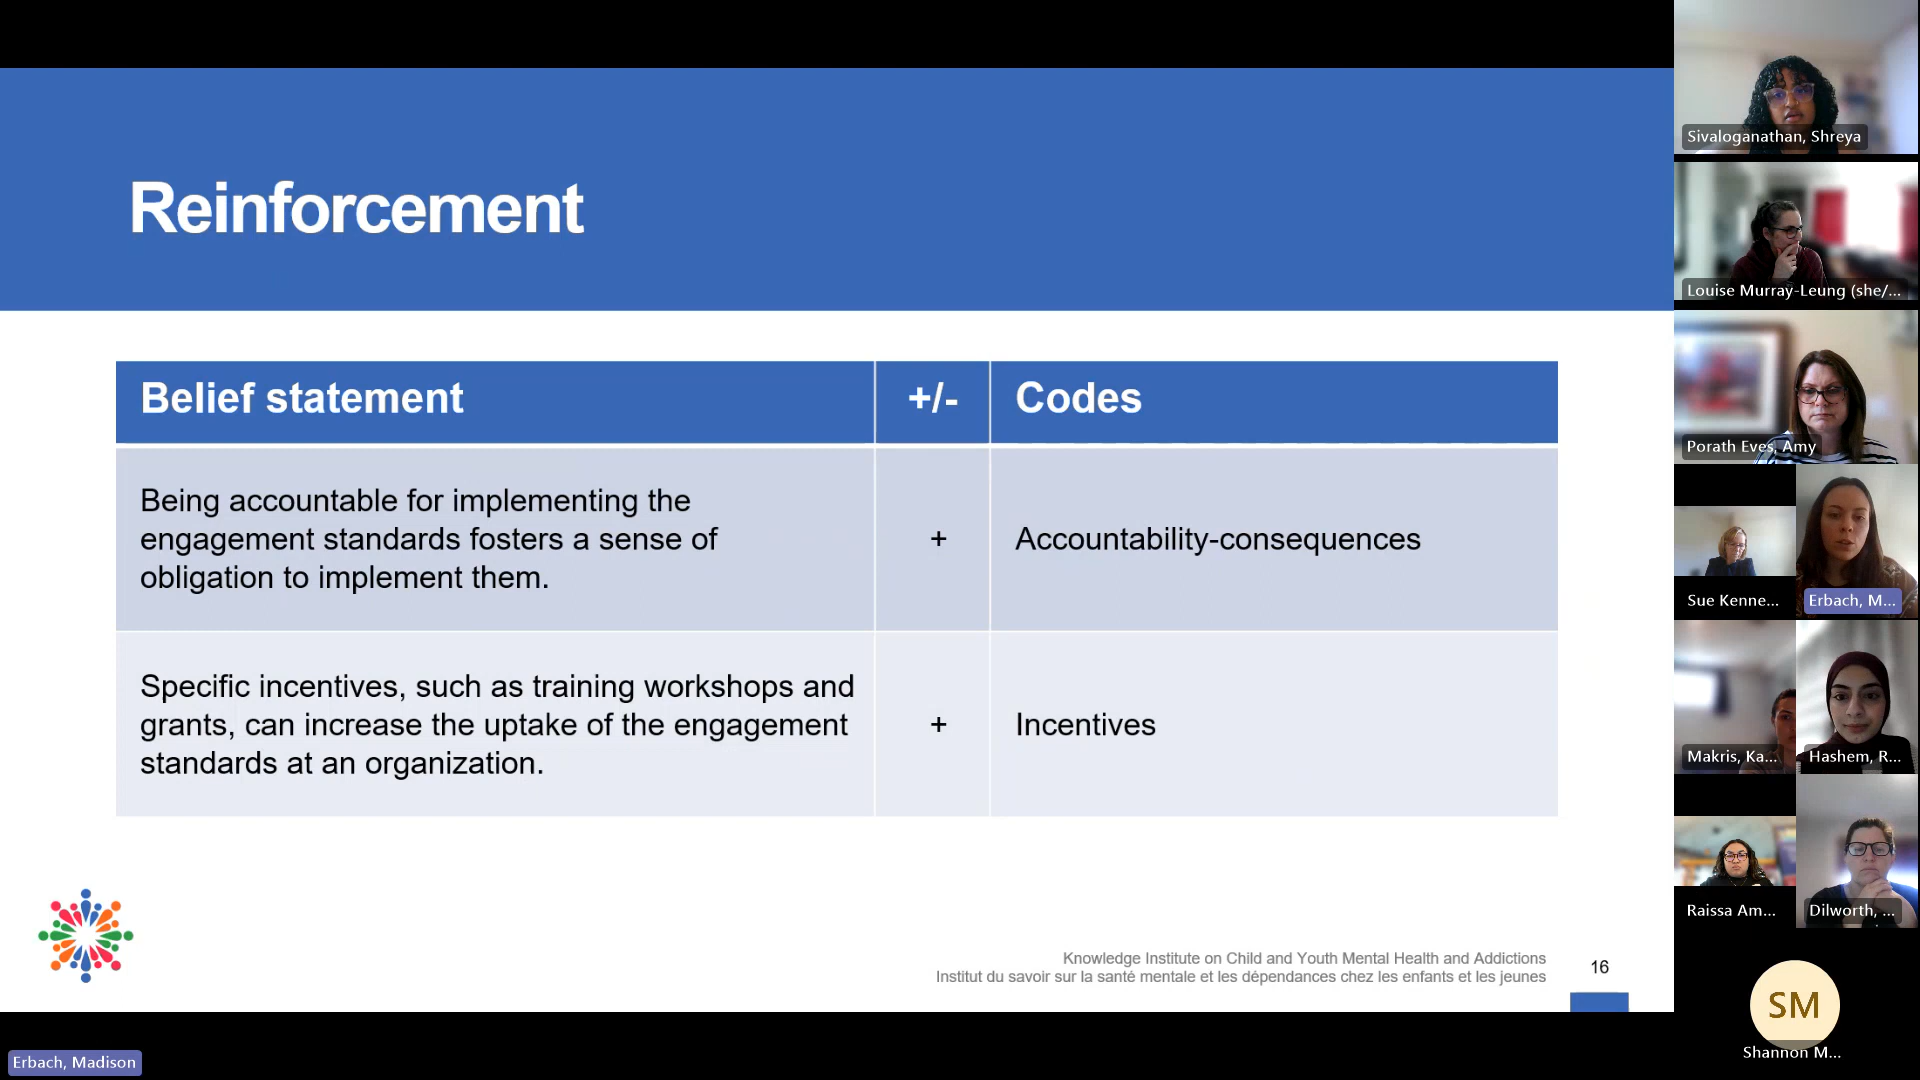 Reinforcement
Belief statement
+/-
Codes
Being accountable for implementing the
engagement standards fosters a sense of
obligation to implement them.
+
Accountability-consequences
Specific incentives, such as training workshops and
grants, can increase the uptake of the engagement
standards at an organization.
+
Incentives
Knowledge Institute on Child and Youth Mental Health and Addictions
Institut du savoir sur la santé mentale et les dépendances chez les enfants et les jeunes
16
Erbach, Madison
Sivaloganathan, Shreya
Louise Murray-Leung (she/...
Porath Eves, Amy
Sue Kenne...
Erbach, M...
Makris, Ka...
Hashem, R...
Raissa Am...
Dilworth, ...
SM
Shannon M...